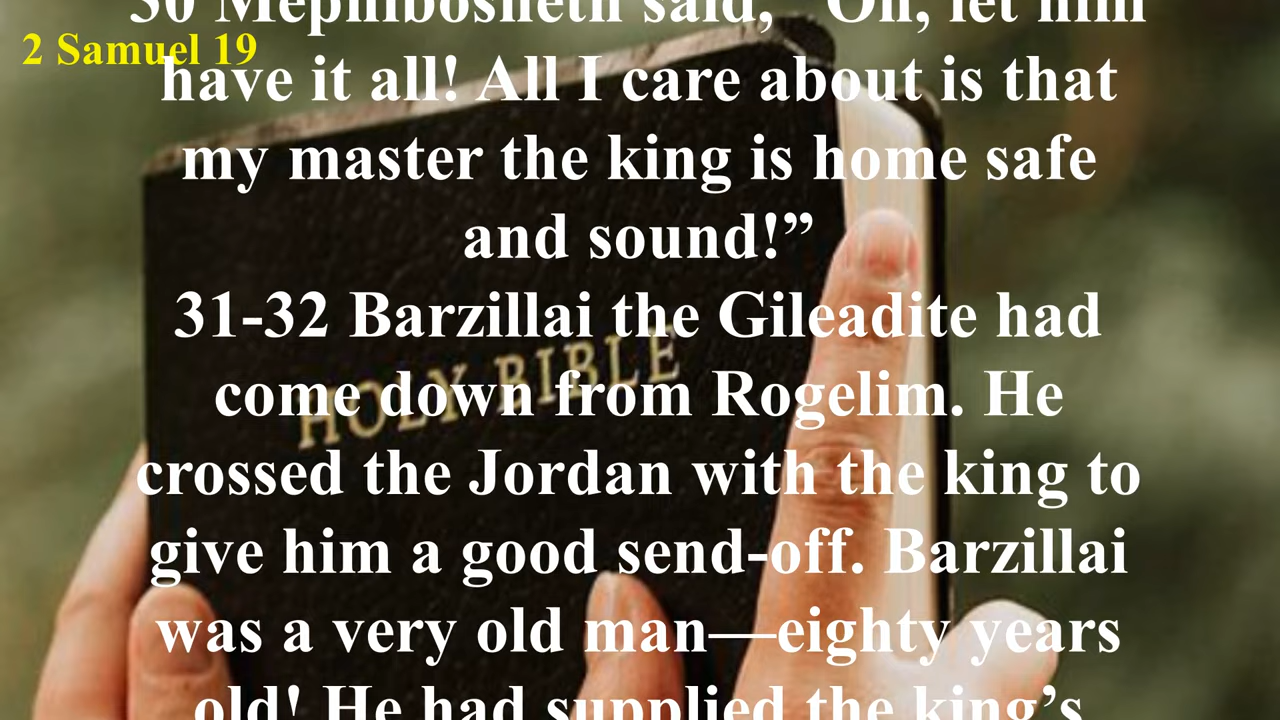 30 Mephibosheth said, “Oh, let him
2 Samuel 19
have it all! All I care about is that
my master the king is home safe
and sound!”
31-32 Barzillai the Gileadite had
HOLY BIBLE
come down from Rogelim. He
crossed the Jordan with the king to
give him a good send-off. Barzillai
was a very old man—eighty years
old! He had supplied the king’s